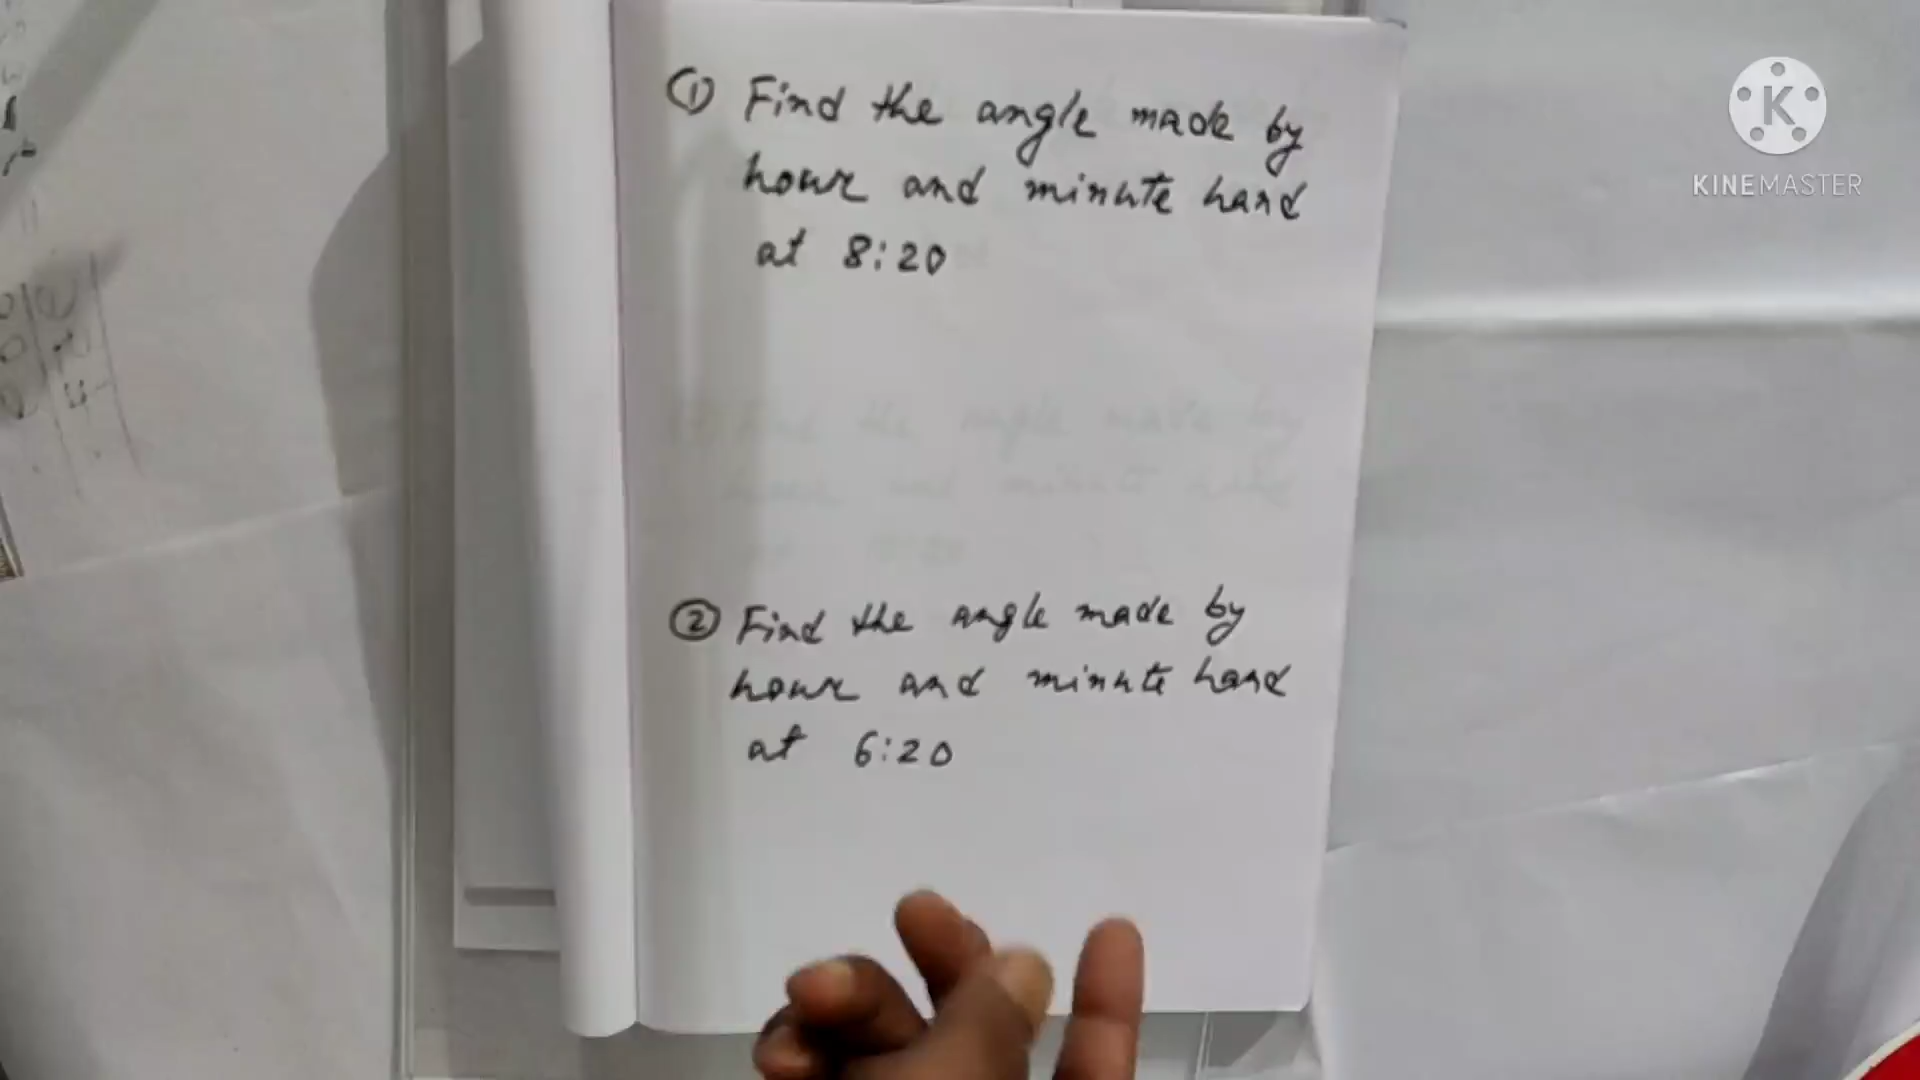 ① Find the angle made by
hour and minute hand
at 8:20
② Find the angle made by
hour and minute hand
at 6:20
K
KINEMASTER